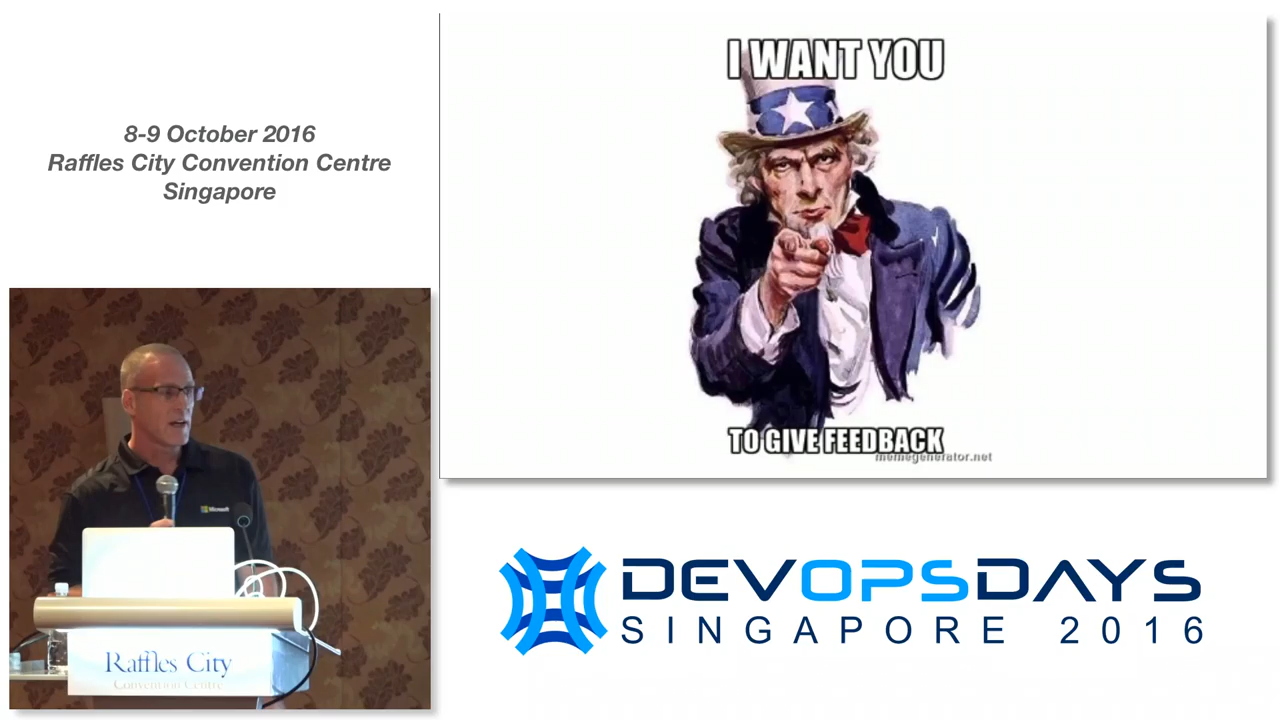 8-9 October 2016
Raffles City Convention Centre
Singapore
I WANT YOU
TO GIVE FEEDBACK
memegenerator.net
Microsoft
Raffles City
Convention Centre
DEVOPSDAYS
SINGAPORE 2016